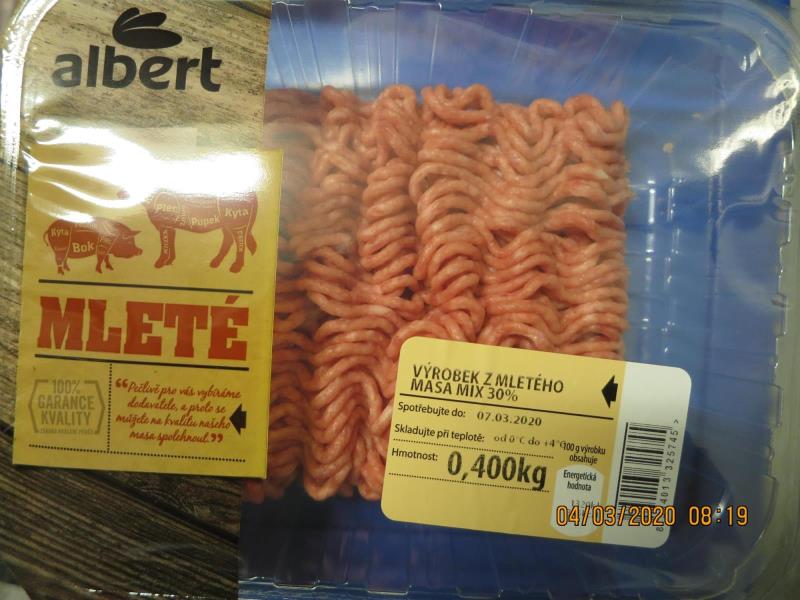 albert
Kyta
Bok
Pupek
Kyta
MLETÉ
100%
GARANCE
KVALITY
“Pečlivě pro vás vybíráme
dodavatele, a proto se
můžete na kvalitu našeho
masa spolehnout.”
VÝROBEK Z MLETÉHO
MASA MIX 30%
Spotřebujte do: 07.03.2020
Skladujte při teplotě: od 0°C do +4°C
Hmotnost: 0,400kg
100 g výrobku
obsahuje
Energetická
hodnota
04/03/2020 08:19